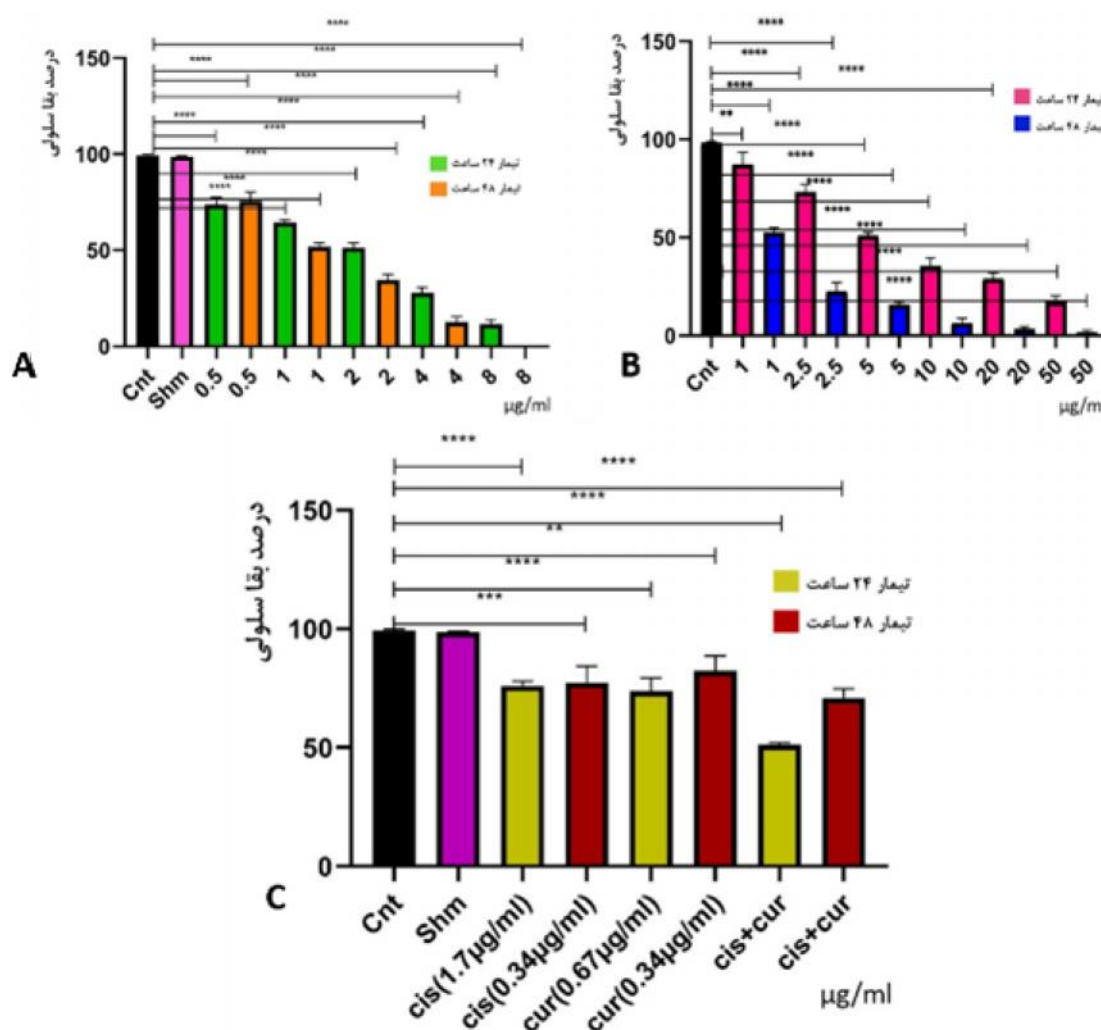 ****
****
150
****
****
****
****
****
****
****
****
****
100
50
0
درصد بقا سلولی
تیمار ۲۴ ساعت
تیمار ۴۸ ساعت
Cnt
Shm
0.5
0.5
1
1
2
2
4
4
8
8
µg/ml
A
****
****
****
****
**
****
****
****
****
****
****
****
150
100
50
0
درصد بقا سلولی
تیمار ۲۴ ساعت
تیمار ۴۸ ساعت
Cnt
1
1
2.5
2.5
5
5
10
10
20
20
50
50
µg/ml
B
****
****
****
**
****
***
150
100
50
0
درصد بقا سلولی
تیمار ۲۴ ساعت
تیمار ۴۸ ساعت
C
Cnt
Shm
cis(1.7µg/ml)
cis(0.34µg/ml)
cur(0.67µg/ml)
cur(0.34µg/ml)
cis+cur
cis+cur
µg/ml